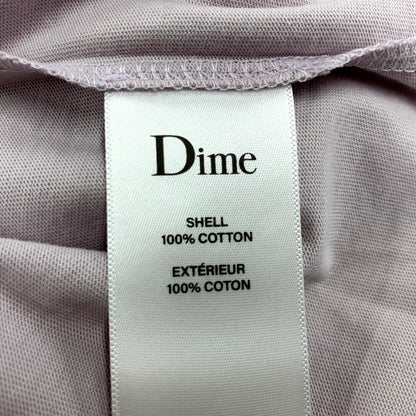 Dime
SHELL
100% COTTON
EXTÉRIEUR
100% COTON